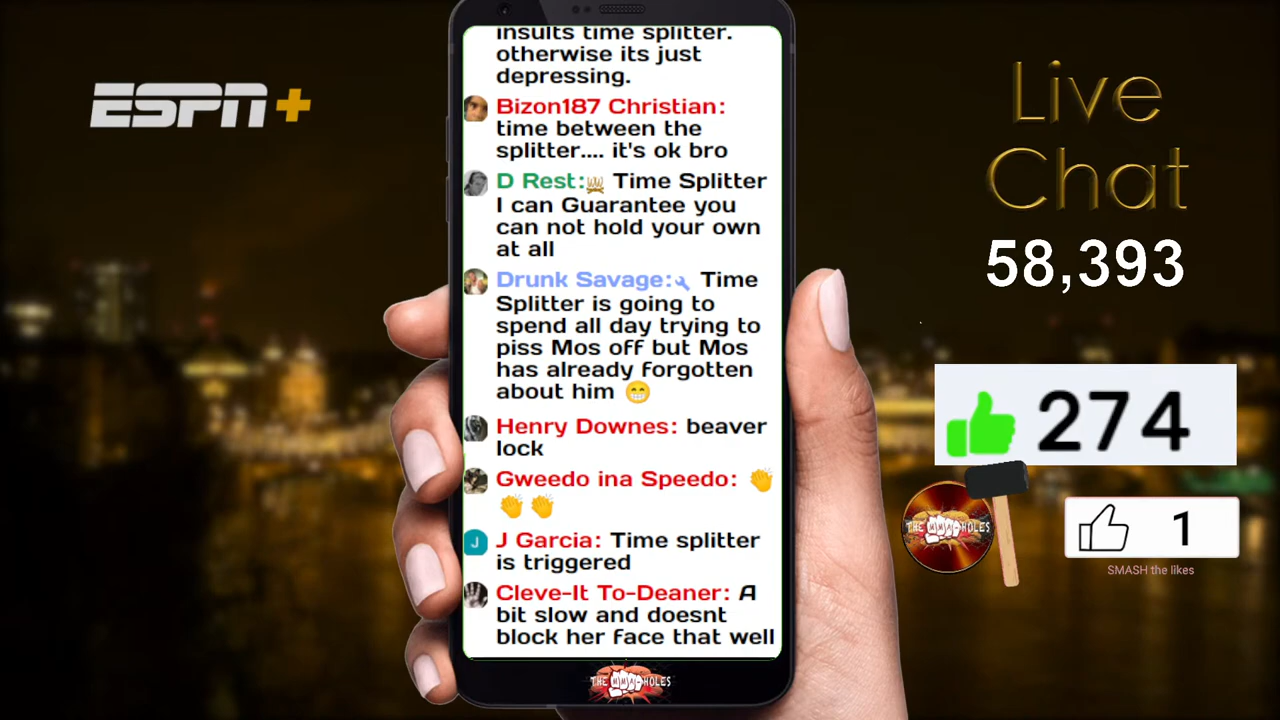 insults time splitter.
otherwise its just
depressing.
Bizon187 Christian:
time between the
splitter.... it's ok bro
D Rest: Time Splitter
I can Guarantee you
can not hold your own
at all
Drunk Savage: Time
Splitter is going to
spend all day trying to
piss Mos off but Mos
has already forgotten
about him 😁
Henry Downes: beaver
lock
Gweedo ina Speedo: 👏
👏 👏
J
J Garcia: Time splitter
is triggered
Cleve-It To-Deaner: A
bit slow and doesnt
block her face that well
THE MMA-HOLES
ESPN+
Live
Chat
58,393
274
THE MMA-HOLES
1
SMASH the likes